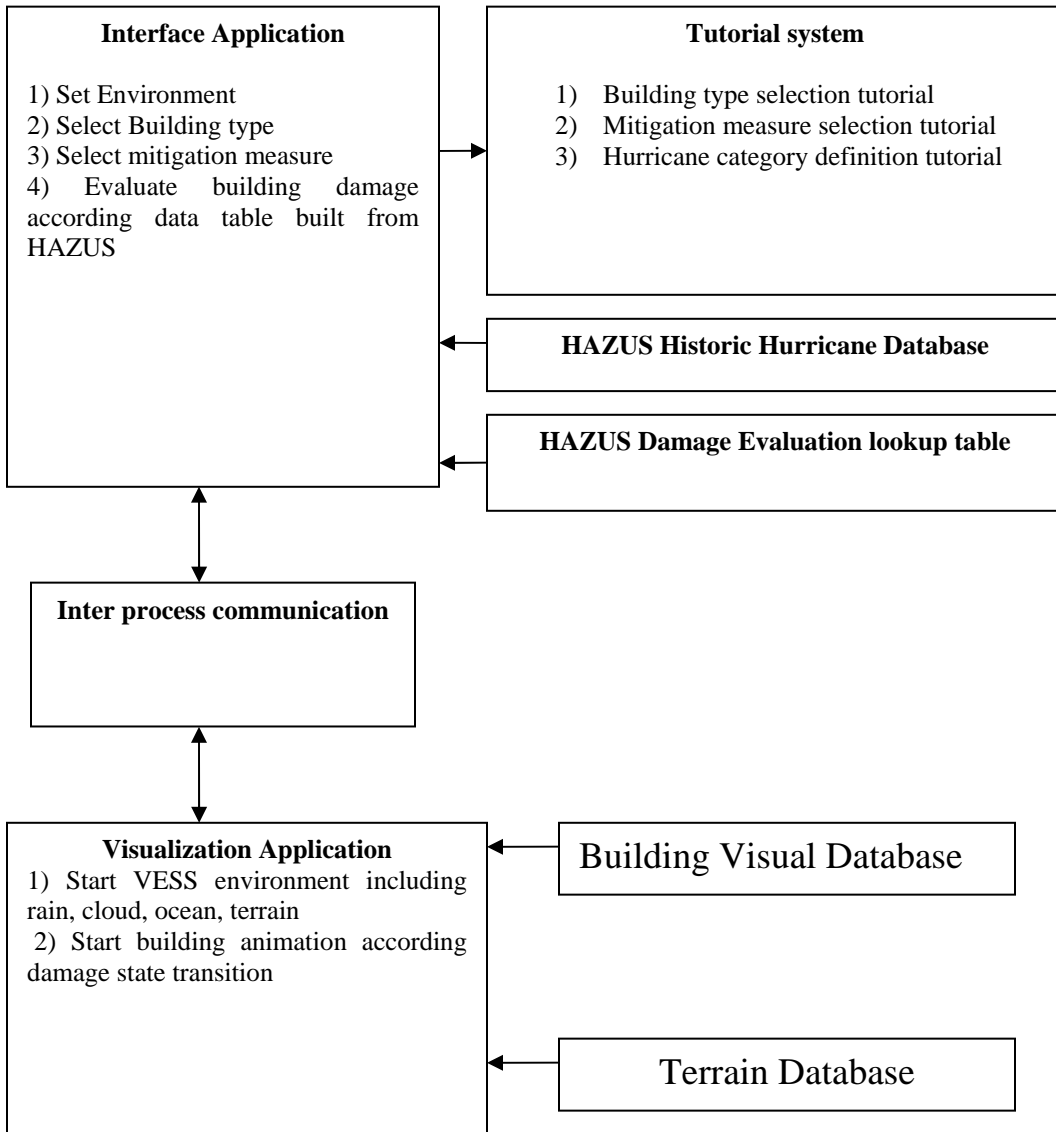 Interface Application
1) Set Environment
2) Select Building type
3) Select mitigation measure
4) Evaluate building damage
according data table built from
HAZUS
Tutorial system
1) Building type selection tutorial
2) Mitigation measure selection tutorial
3) Hurricane category definition tutorial
HAZUS Historic Hurricane Database
HAZUS Damage Evaluation lookup table
Inter process communication
Visualization Application
1) Start VESS environment including
rain, cloud, ocean, terrain
2) Start building animation according
damage state transition
Building Visual Database
Terrain Database